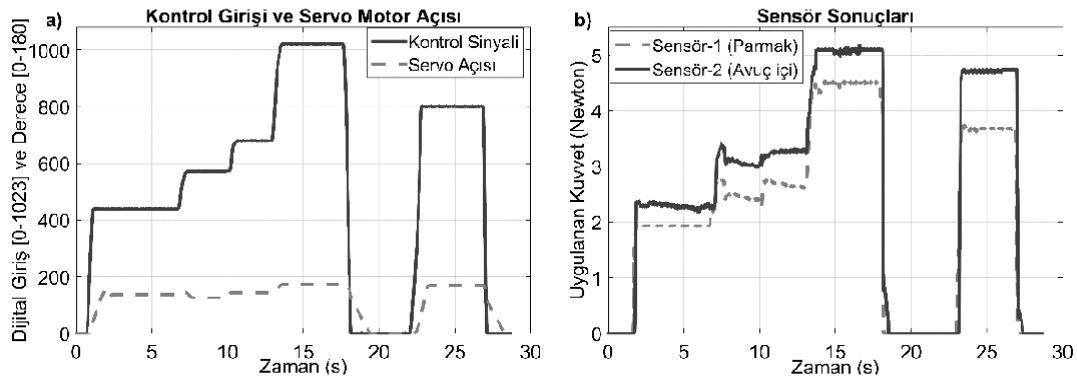 a)
Kontrol Girişi ve Servo Motor Açısı
Dijital Giriş [0-1023] ve Derece [0-180]
1000
800
600
400
200
0
Kontrol Sinyali
Servo Açısı
0 5 10 15 20 25 30
Zaman (s)
b)
Sensör Sonuçları
Uygulanan Kuvvet (Newton)
5
4
3
2
1
0
Sensör-1 (Parmak)
Sensör-2 (Avuç içi)
0 5 10 15 20 25 30
Zaman (s)